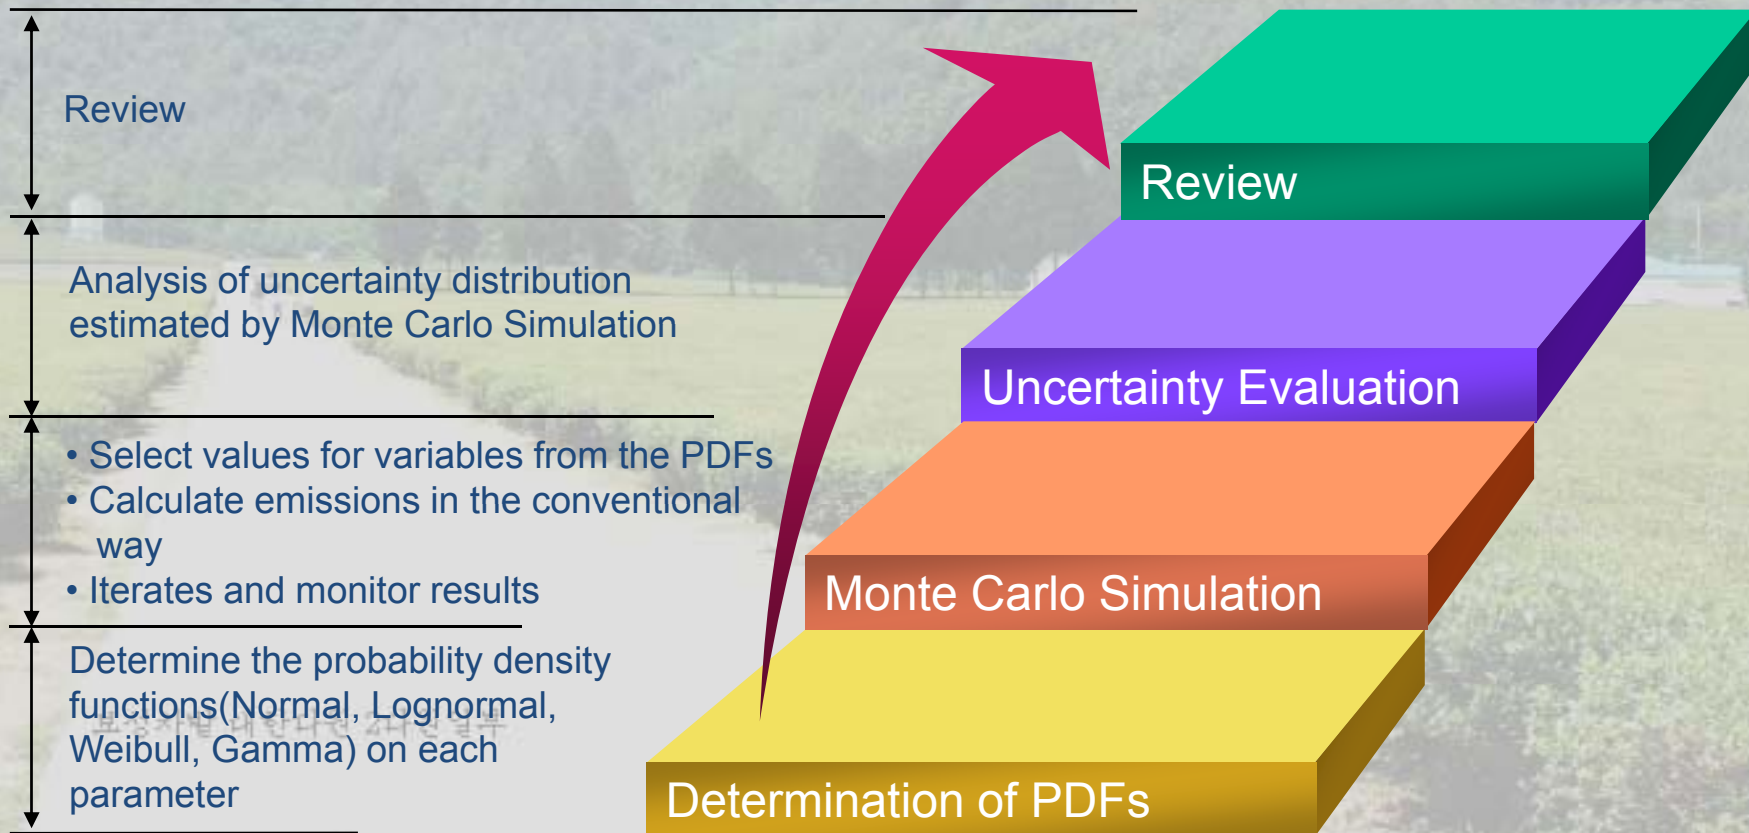 Review
Review
Analysis of uncertainty distribution
estimated by Monte Carlo Simulation
Uncertainty Evaluation
• Select values for variables from the PDFs
• Calculate emissions in the conventional
way
• Iterates and monitor results
Monte Carlo Simulation
Determine the probability density
functions(Normal, Lognormal,
Weibull, Gamma) on each
parameter
Determination of PDFs